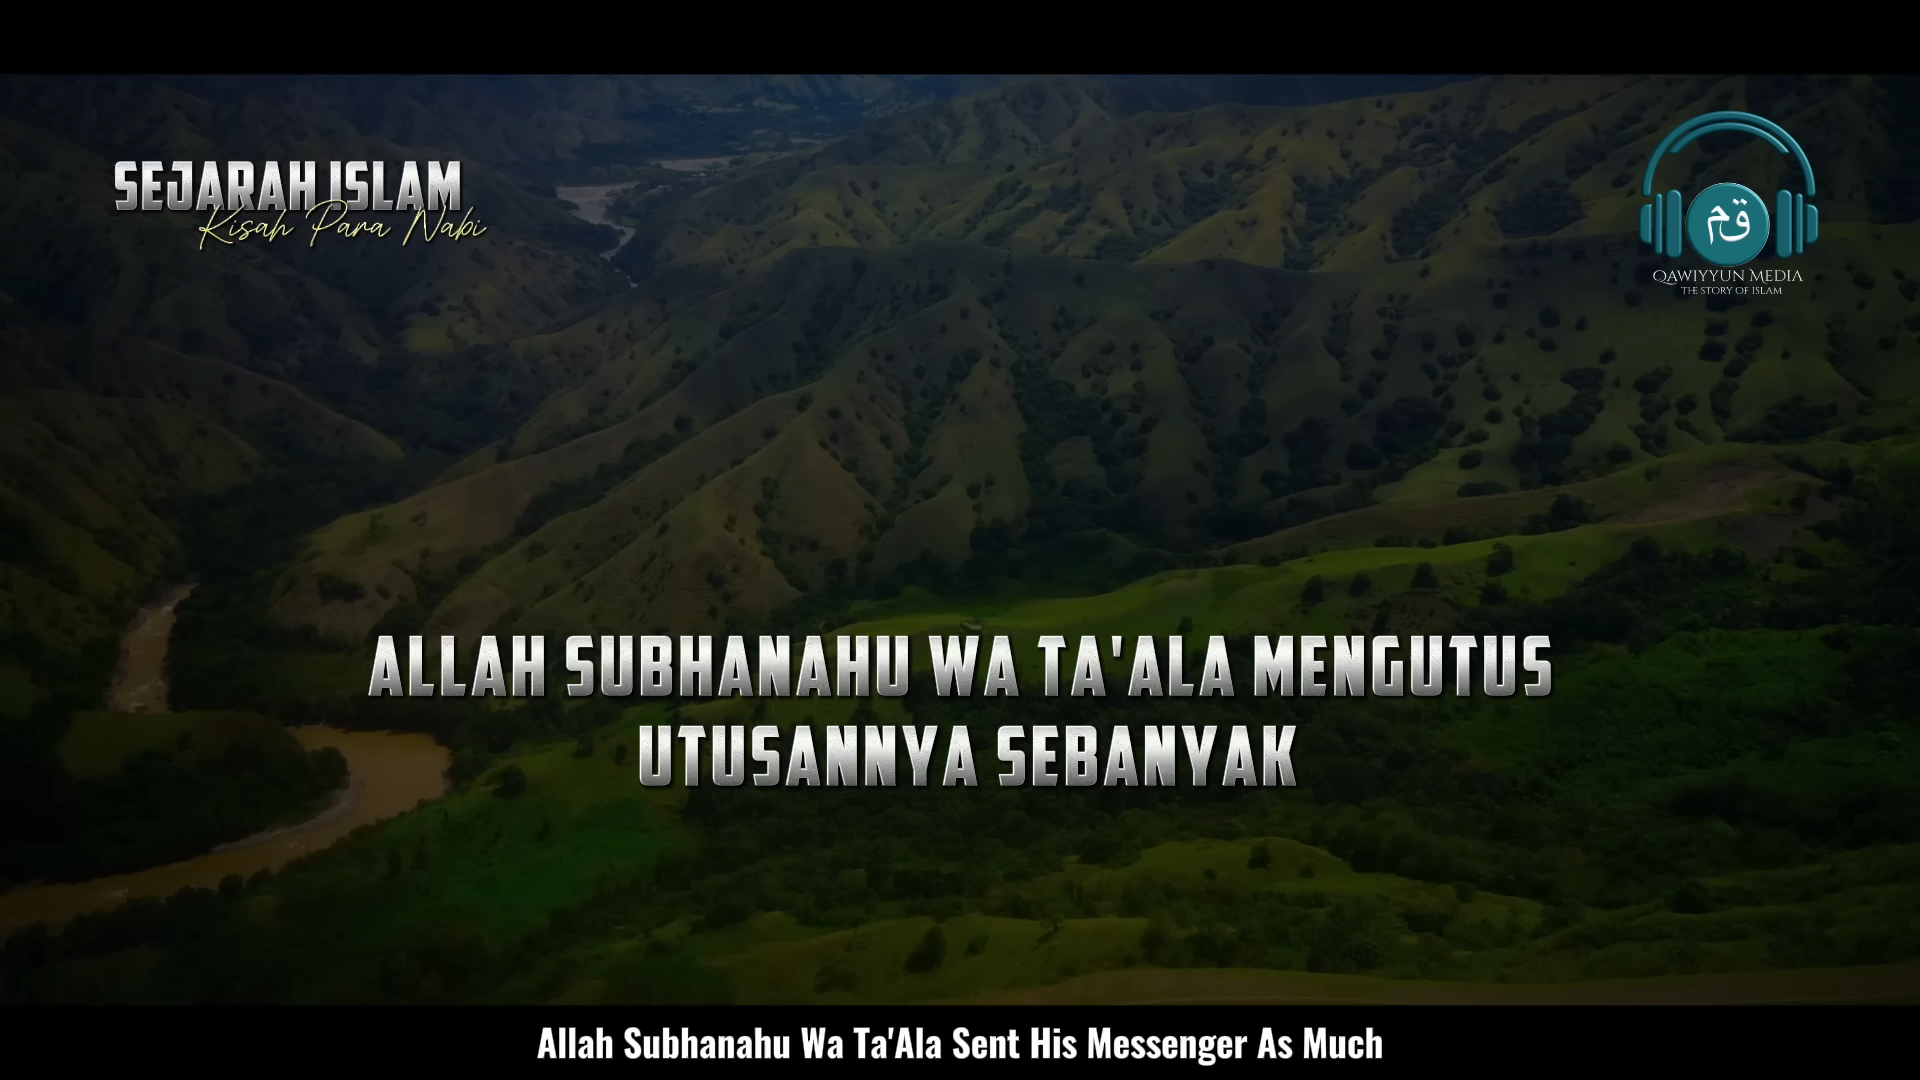 SEJARAH ISLAM
Kisah Para Nabi
قم
QAWIYYUN MEDIA
THE STORY OF ISLAM
ALLAH SUBHANAHU WA TA'ALA MENGUTUS
UTUSANNYA SEBANYAK
Allah Subhanahu Wa Ta'Ala Sent His Messenger As Much